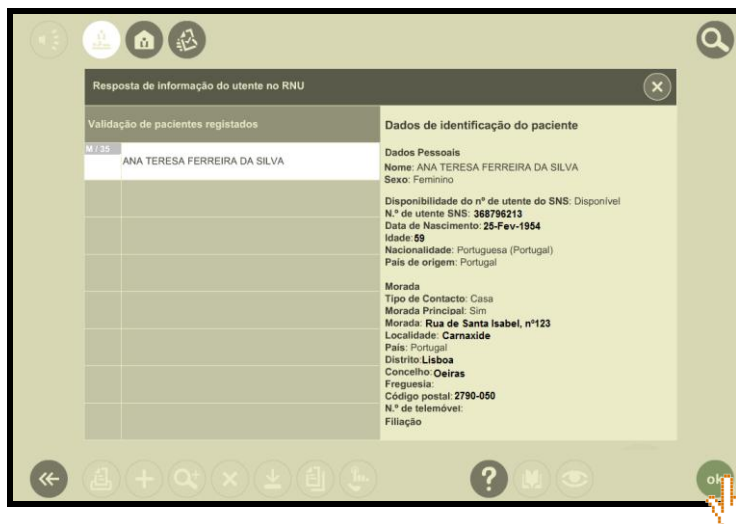 Resposta de informação do utente no RNU
Validação de pacientes registados
M / 35
ANA TERESA FERREIRA DA SILVA
Dados de identificação do paciente
Dados Pessoais
Nome: ANA TERESA FERREIRA DA SILVA
Sexo: Feminino
Disponibilidade do nº de utente do SNS: Disponível
N.º de utente SNS: 368796213
Data de Nascimento: 25-Fev-1954
Idade: 59
Nacionalidade: Portuguesa (Portugal)
País de origem: Portugal
Morada
Tipo de Contacto: Casa
Morada Principal: Sim
Morada: Rua de Santa Isabel, nº123
Localidade: Carnaxide
País: Portugal
Distrito: Lisboa
Concelho: Oeiras
Freguesia:
Código postal: 2790-050
N.º de telemóvel:
Filiação
?
ok